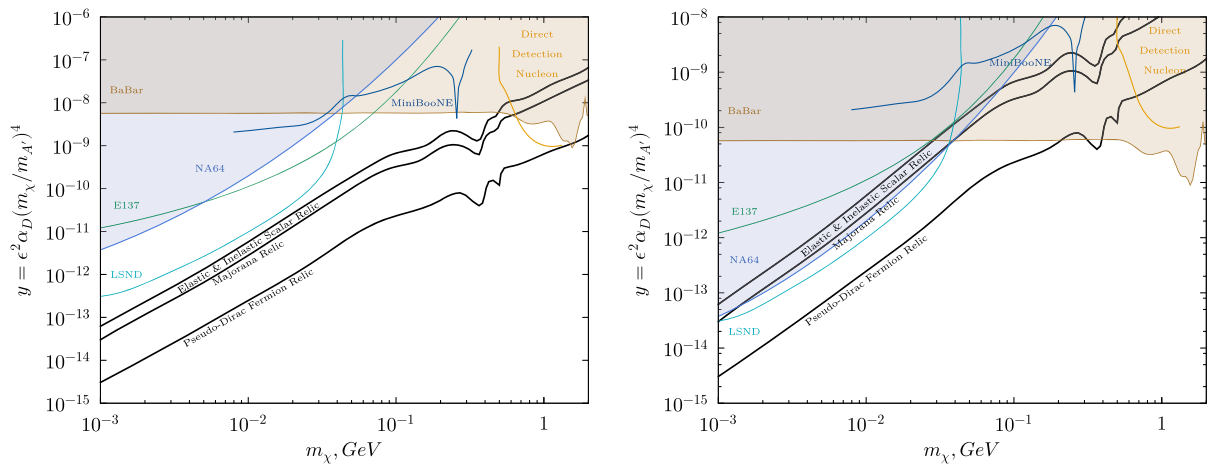 10⁻⁶
10⁻⁷
10⁻⁸
10⁻⁹
10⁻¹⁰
10⁻¹¹
10⁻¹²
10⁻¹³
10⁻¹⁴
10⁻¹⁵
y = ϵ²α_D(m_χ/m_A′)⁴
BaBar
NA64
E137
LSND
MiniBooNE
Direct
Detection
Nucleon
Elastic & Inelastic Scalar Relic
Majorana Relic
Pseudo-Dirac Fermion Relic
10⁻³
10⁻²
10⁻¹
1
m_χ, GeV
10⁻⁸
10⁻⁹
10⁻¹⁰
10⁻¹¹
10⁻¹²
10⁻¹³
10⁻¹⁴
10⁻¹⁵
y = ϵ²α_D(m_χ/m_A′)⁴
BaBar
E137
NA64
LSND
MiniBooNE
Direct
Detection
Nucleon
Elastic & Inelastic Scalar Relic
Majorana Relic
Pseudo-Dirac Fermion Relic
10⁻³
10⁻²
10⁻¹
1
m_χ, GeV